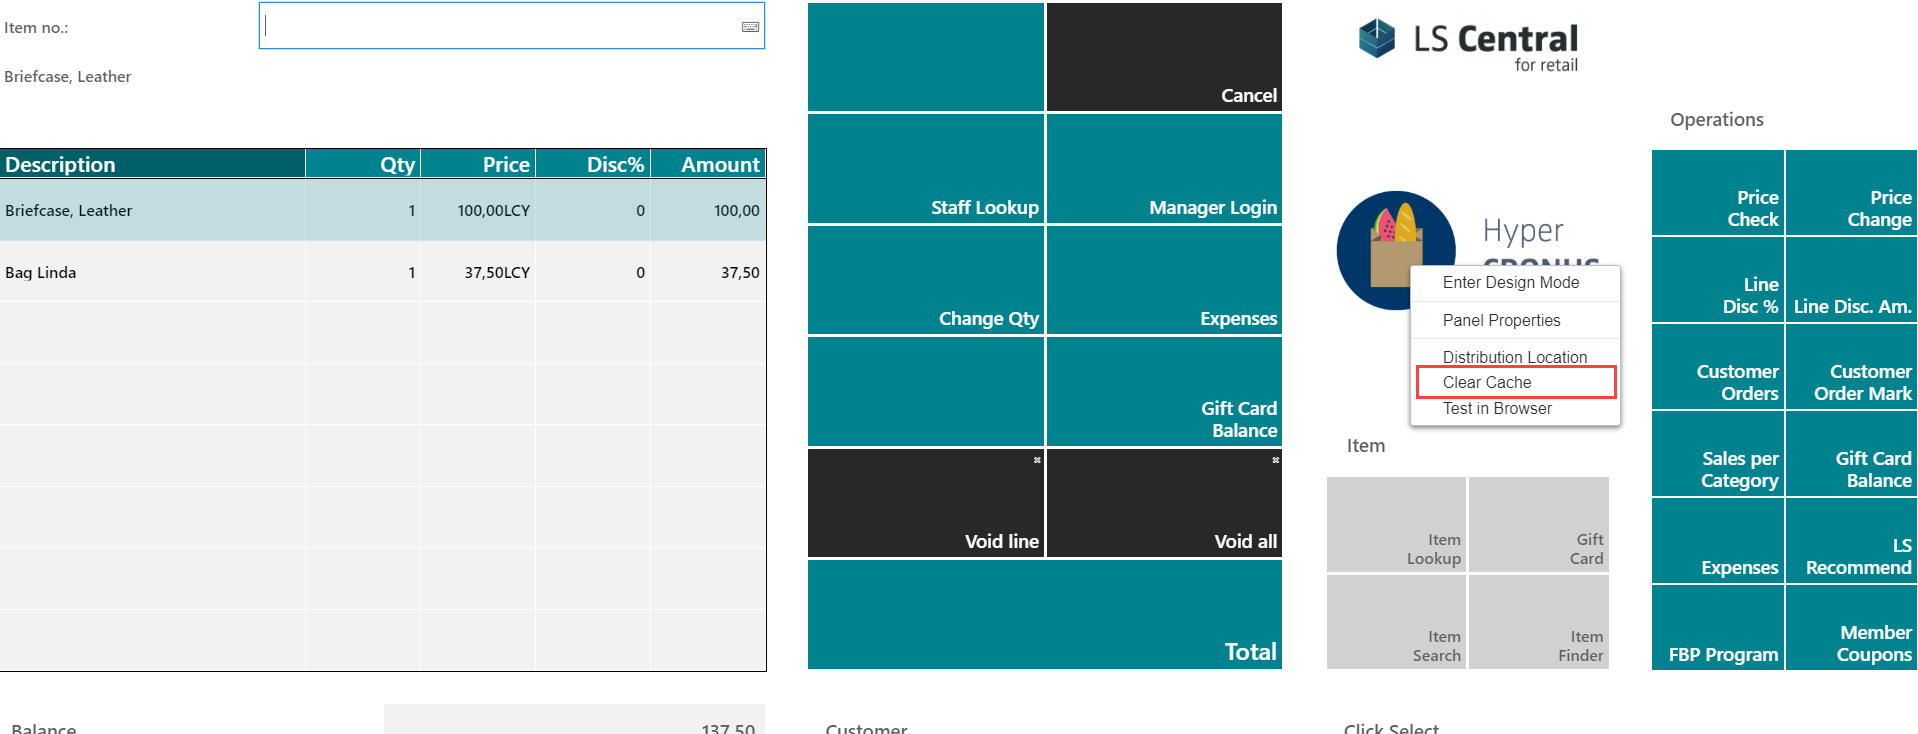 Item no.:
Briefcase, Leather
Description Qty Price Disc% Amount
Briefcase, Leather 1 100,00LCY 0 100,00
Bag Linda 1 37,50LCY 0 37,50
Balance 137,50
Cancel
Staff Lookup
Manager Login
Change Qty
Expenses
Gift Card
Balance
Void line
Void all
Total
Customer
LS Central
for retail
Hyper
CRONUS
Enter Design Mode
Panel Properties
Distribution Location
Clear Cache
Test in Browser
Item
Item
Lookup
Gift
Card
Item
Search
Item
Finder
Click Select
Operations
Price
Check
Price
Change
Line
Disc %
Line Disc. Am.
Customer
Orders
Customer
Order Mark
Sales per
Category
Gift Card
Balance
Expenses
LS
Recommend
FBP Program
Member
Coupons